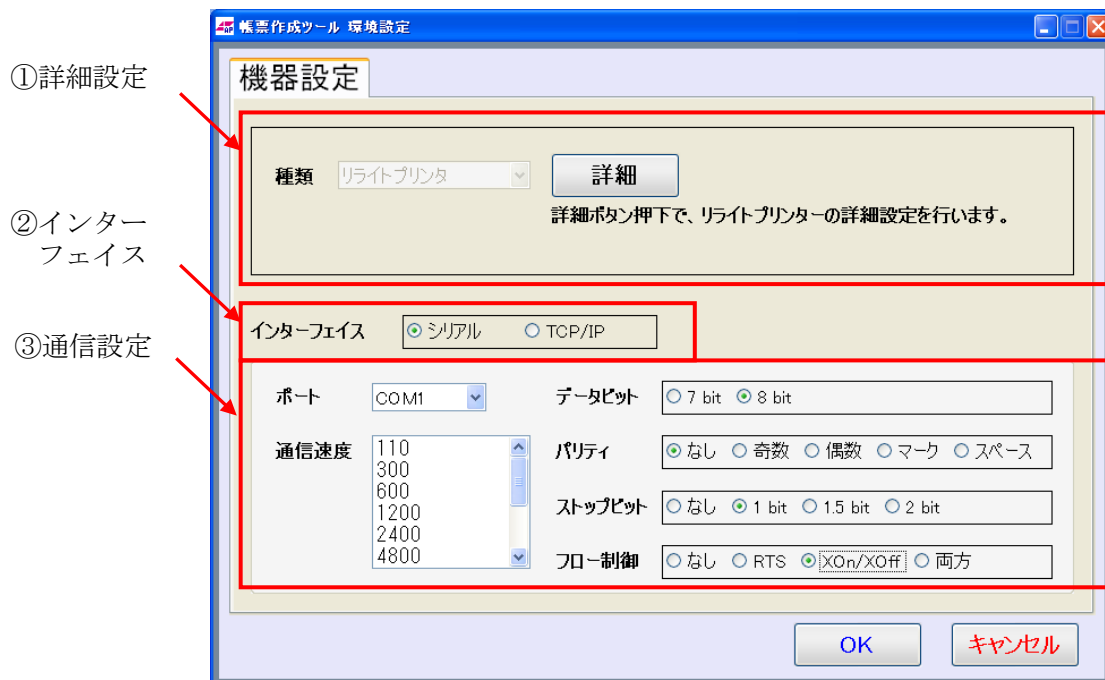 帳票作成ツール 環境設定
①詳細設定
機器設定
種類 リライトプリンタ 詳細
詳細ボタン押下で、リライトプリンターの詳細設定を行います。
②インター
フェイス
インターフェイス シリアル TCP/IP
③通信設定
ポート COM1 データビット 7 bit 8 bit
通信速度 110 パリティ なし 奇数 偶数 マーク スペース
300
600
1200 ストップビット なし 1 bit 1.5 bit 2 bit
2400
4800 フロー制御 なし RTS XOn/XOff 両方
OK キャンセル